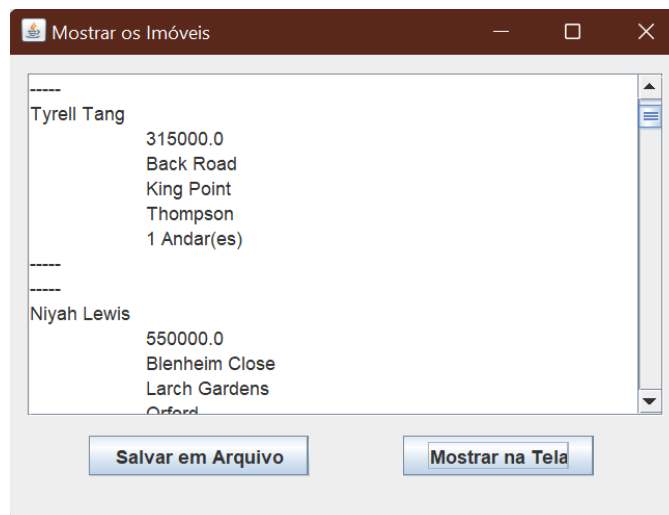 Mostrar os Imóveis
-----
Tyrell Tang
315000.0
Back Road
King Point
Thompson
1 Andar(es)
-----
-----
Niyah Lewis
550000.0
Blenheim Close
Larch Gardens
Orford
Salvar em Arquivo
Mostrar na Tela